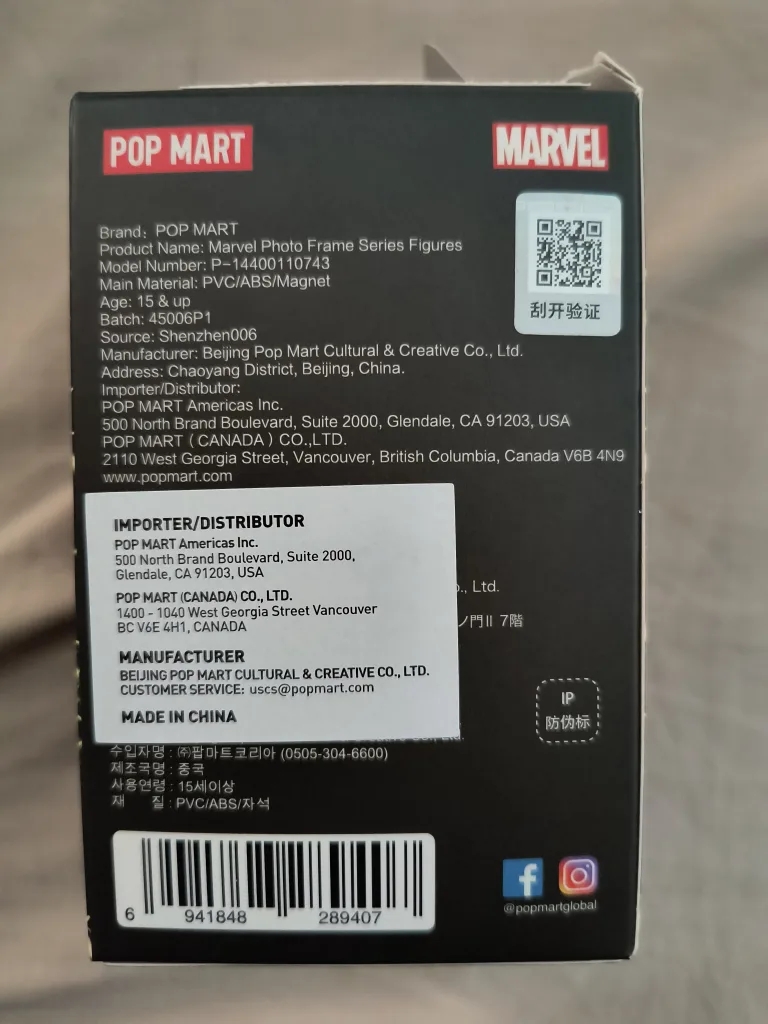 POP MART
MARVEL
Brand: POP MART
Product Name: Marvel Photo Frame Series Figures
Model Number: P-14400110743
Main Material: PVC/ABS/Magnet
Age: 15 & up
Batch: 45006P1
Source: Shenzhen006
Manufacturer: Beijing Pop Mart Cultural & Creative Co., Ltd.
Address: Chaoyang District, Beijing, China.
Importer/Distributor:
POP MART Americas Inc.
500 North Brand Boulevard, Suite 2000, Glendale, CA 91203, USA
POP MART (CANADA) CO.,LTD.
2110 West Georgia Street, Vancouver, British Columbia, Canada V6B 4N9
www.popmart.com
刮开验证
IMPORTER/DISTRIBUTOR
POP MART Americas Inc.
500 North Brand Boulevard, Suite 2000,
Glendale, CA 91203, USA
POP MART (CANADA) CO., LTD.
1400 - 1040 West Georgia Street Vancouver
BC V6E 4H1, CANADA
MANUFACTURER
BEIJING POP MART CULTURAL & CREATIVE CO., LTD.
CUSTOMER SERVICE: uscs@popmart.com
MADE IN CHINA
., Ltd.
ノ門II 7階
IP
防伪标
수입자명 : ㈜팝마트코리아 (0505-304-6600)
제조국명 : 중국
사용연령 : 15세이상
재 질 : PVC/ABS/자석
6 941848 289407
@popmartglobal